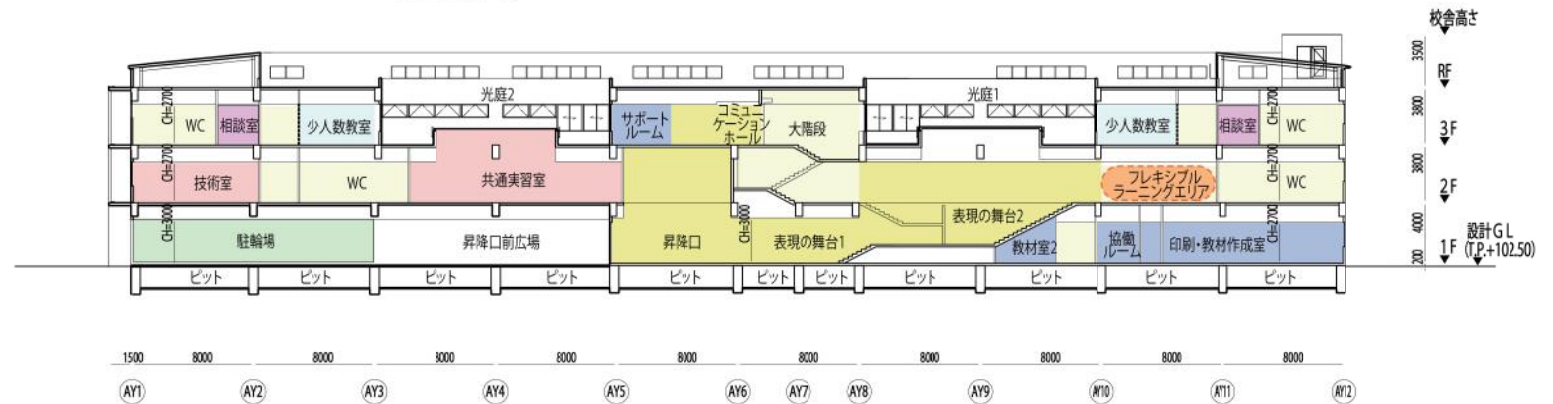 校舎高さ
3500
RF
光庭2
光庭1
CH=2700
WC
相談室
少人数教室
サポート
ルーム
コミュニ
ケーション
ホール
大階段
少人数教室
相談室
CH=2700
WC
3800
3F
CH=2700
技術室
WC
共通実習室
フレキシブル
ラーニングエリア
CH=2700
WC
3800
2F
CH=3000
駐輪場
昇降口前広場
昇降口
CH=3000
表現の舞台1
表現の舞台2
教材室2
協働
ルーム
印刷・教材作成室
CH=2700
4000
200
1F
設計GL
(T.P.+102.50)
ピット
ピット
ピット
ピット
ピット
ピット
ピット
ピット
ピット
ピット
ピット
1500
8000
8000
8000
8000
8000
8000
8000
8000
8000
8000
AY1
AY2
AY3
AY4
AY5
AY6
AY7
AY8
AY9
AY10
AY11
AY12